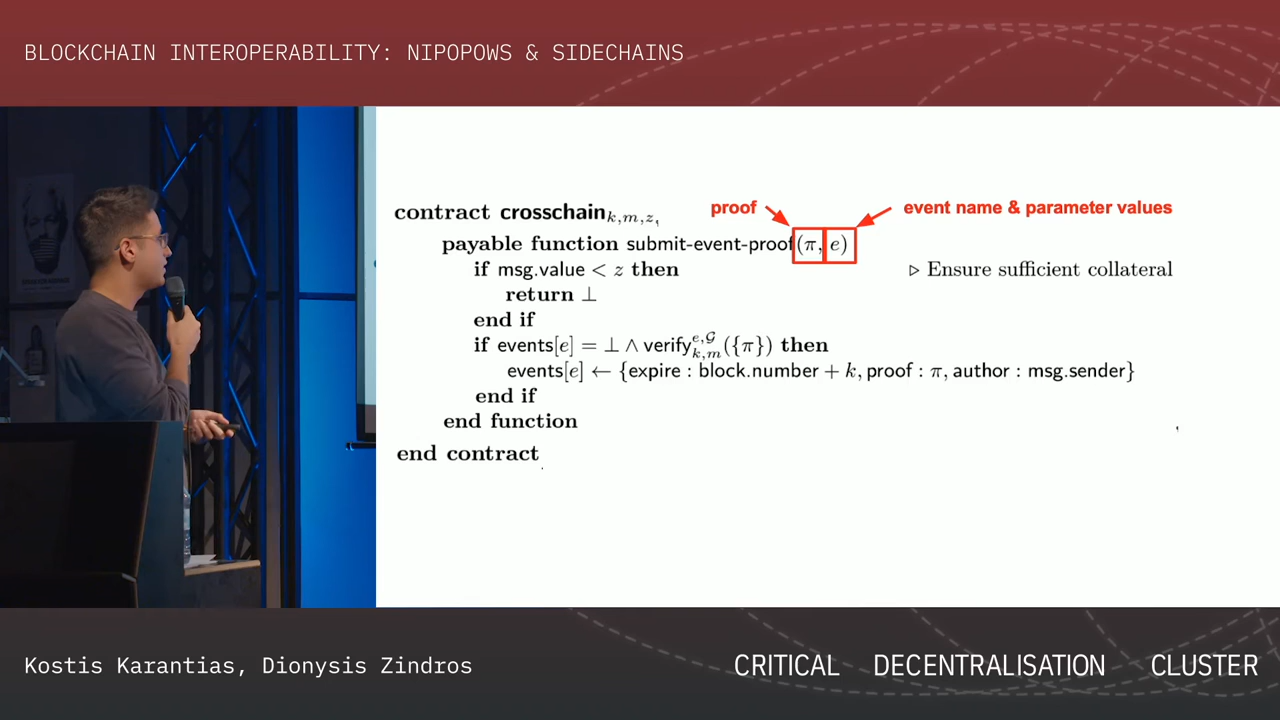 BLOCKCHAIN INTEROPERABILITY: NIPOPOWS & SIDECHAINS
proof
event name & parameter values
contract crosschain_{k,m,z}
payable function submit-event-proof(π, e)
if msg.value < z then
▷ Ensure sufficient collateral
return ⊥
end if
if events[e] = ⊥ ∧ verify^{e,𝒢}_{k,m}({π}) then
events[e] ← {expire : block.number + k, proof : π, author : msg.sender}
end if
end function
end contract
Kostis Karantias, Dionysis Zindros
CRITICAL DECENTRALISATION CLUSTER